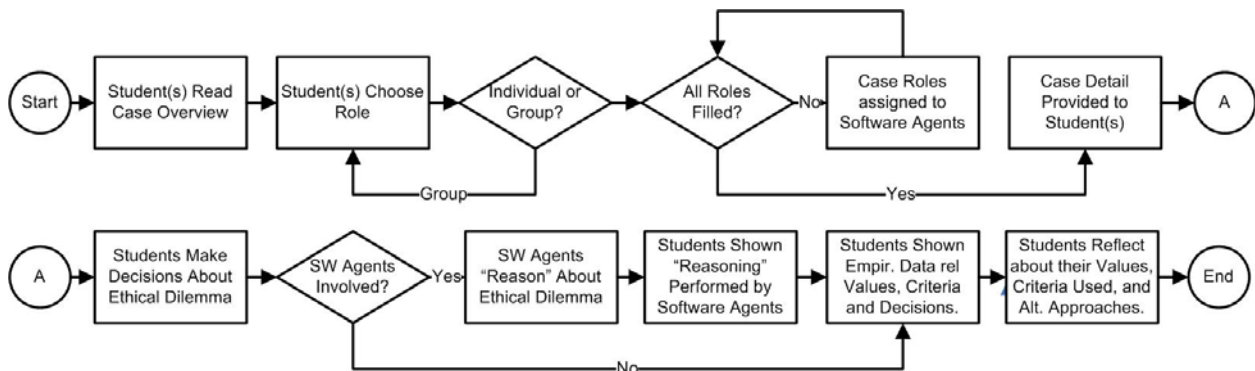 Start
Student(s) Read
Case Overview
Student(s) Choose
Role
Individual or
Group?
Group
All Roles
Filled?
No
Case Roles
assigned to
Software Agents
Yes
Case Detail
Provided to
Student(s)
A
A
Students Make
Decisions About
Ethical Dilemma
SW Agents
Involved?
Yes
No
SW Agents
“Reason” About
Ethical Dilemma
Students Shown
“Reasoning”
Performed by
Software Agents
Students Shown
Empir. Data rel
Values, Criteria
and Decisions.
Students Reflect
about their Values,
Criteria Used, and
Alt. Approaches.
End